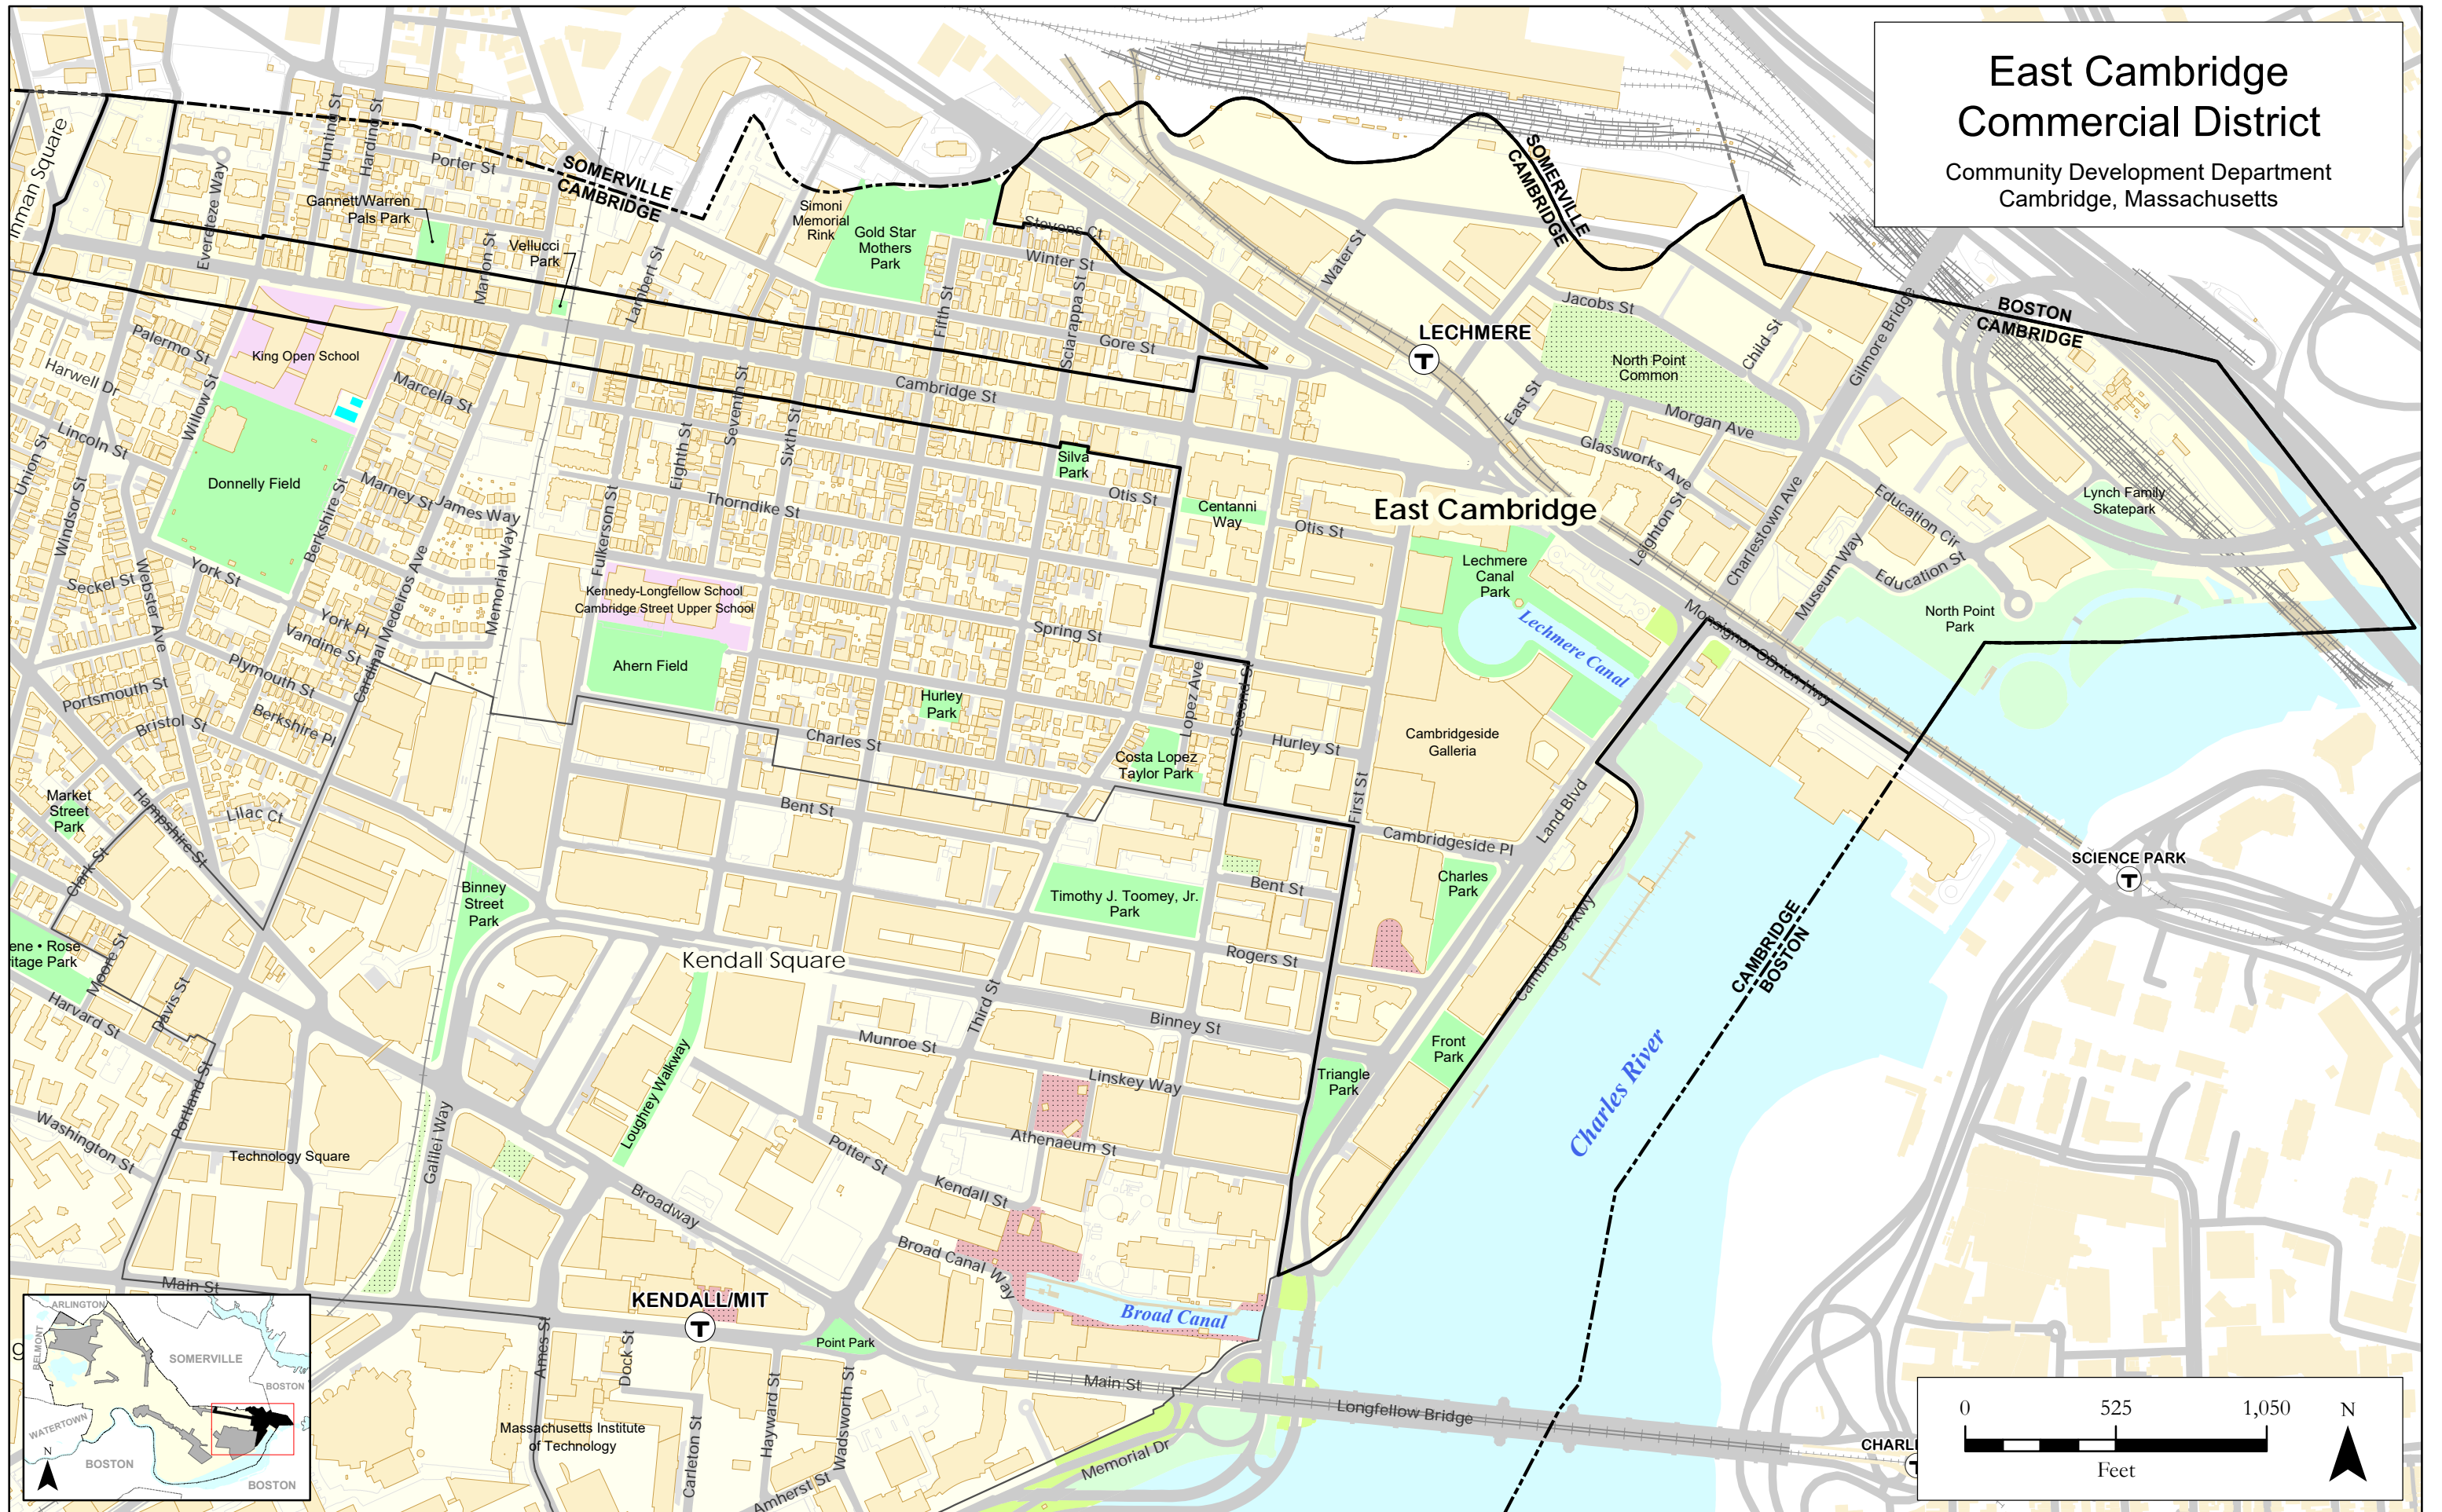 East Cambridge
Commercial District
Community Development Department
Cambridge, Massachusetts
Inman Square
Hunting St
Harding St
Porter St
SOMERVILLE
CAMBRIDGE
Evereteze Way
Gannett/Warren
Pals Park
Marion St
Vellucci
Park
Lambert St
Simoni
Memorial
Rink
Gold Star
Mothers
Park
Stevens Ct
Winter St
Water St
SOMERVILLE
CAMBRIDGE
Fifth St
Sciarappa St
Gore St
LECHMERE
T
Jacobs St
North Point
Common
Child St
Gilmore Bridge
BOSTON
CAMBRIDGE
Palermo St
King Open School
Harwell Dr
Willow St
Marcella St
Cambridge St
East St
Morgan Ave
Glassworks Ave
Lincoln St
Union St
Windsor St
Donnelly Field
Berkshire St
Marney St
James Way
Memorial Way
Fulkerson St
Eighth St
Seventh St
Sixth St
Thorndike St
Silva
Park
Otis St
Centanni
Way
East Cambridge
Otis St
Leighton St
Charlestown Ave
Education Cir
Lynch Family
Skatepark
Museum Way
Education St
Lechmere
Canal
Park
Lechmere Canal
Monsignor OBrien Hwy
North Point
Park
Webster Ave
York St
Seckel St
York Pl
Vandine St
Cardinal Medeiros Ave
Kennedy-Longfellow School
Cambridge Street Upper School
Ahern Field
Spring St
Plymouth St
Portsmouth St
Bristol St
Berkshire Pl
Hurley
Park
Lopez Ave
Second St
Hurley St
Cambridgeside
Galleria
Charles St
Costa Lopez
Taylor Park
First St
Land Blvd
Market
Street
Park
Hampshire St
Lilac Ct
Bent St
Cambridgeside Pl
Clark St
Binney
Street
Park
Timothy J. Toomey, Jr.
Park
Bent St
Charles
Park
SCIENCE PARK
T
ene • Rose
itage Park
Moore St
Davis St
Harvard St
Kendall Square
Rogers St
Third St
Binney St
Cambridge Pkwy
CAMBRIDGE
BOSTON
Munroe St
Linskey Way
Front
Park
Triangle
Park
Charles River
Loughrey Walkway
Portland St
Washington St
Technology Square
Galilei Way
Potter St
Athenaeum St
Kendall St
Broadway
Broad Canal Way
Main St
KENDALL/MIT
T
Broad Canal
Point Park
Ames St
Dock St
Hayward St
Wadsworth St
Main St
Longfellow Bridge
Massachusetts Institute
of Technology
Carleton St
Amherst St
Memorial Dr
CHARL
T
g
ARLINGTON
BELMONT
SOMERVILLE
BOSTON
WATERTOWN
N
BOSTON
BOSTON
0 525 1,050
Feet
N